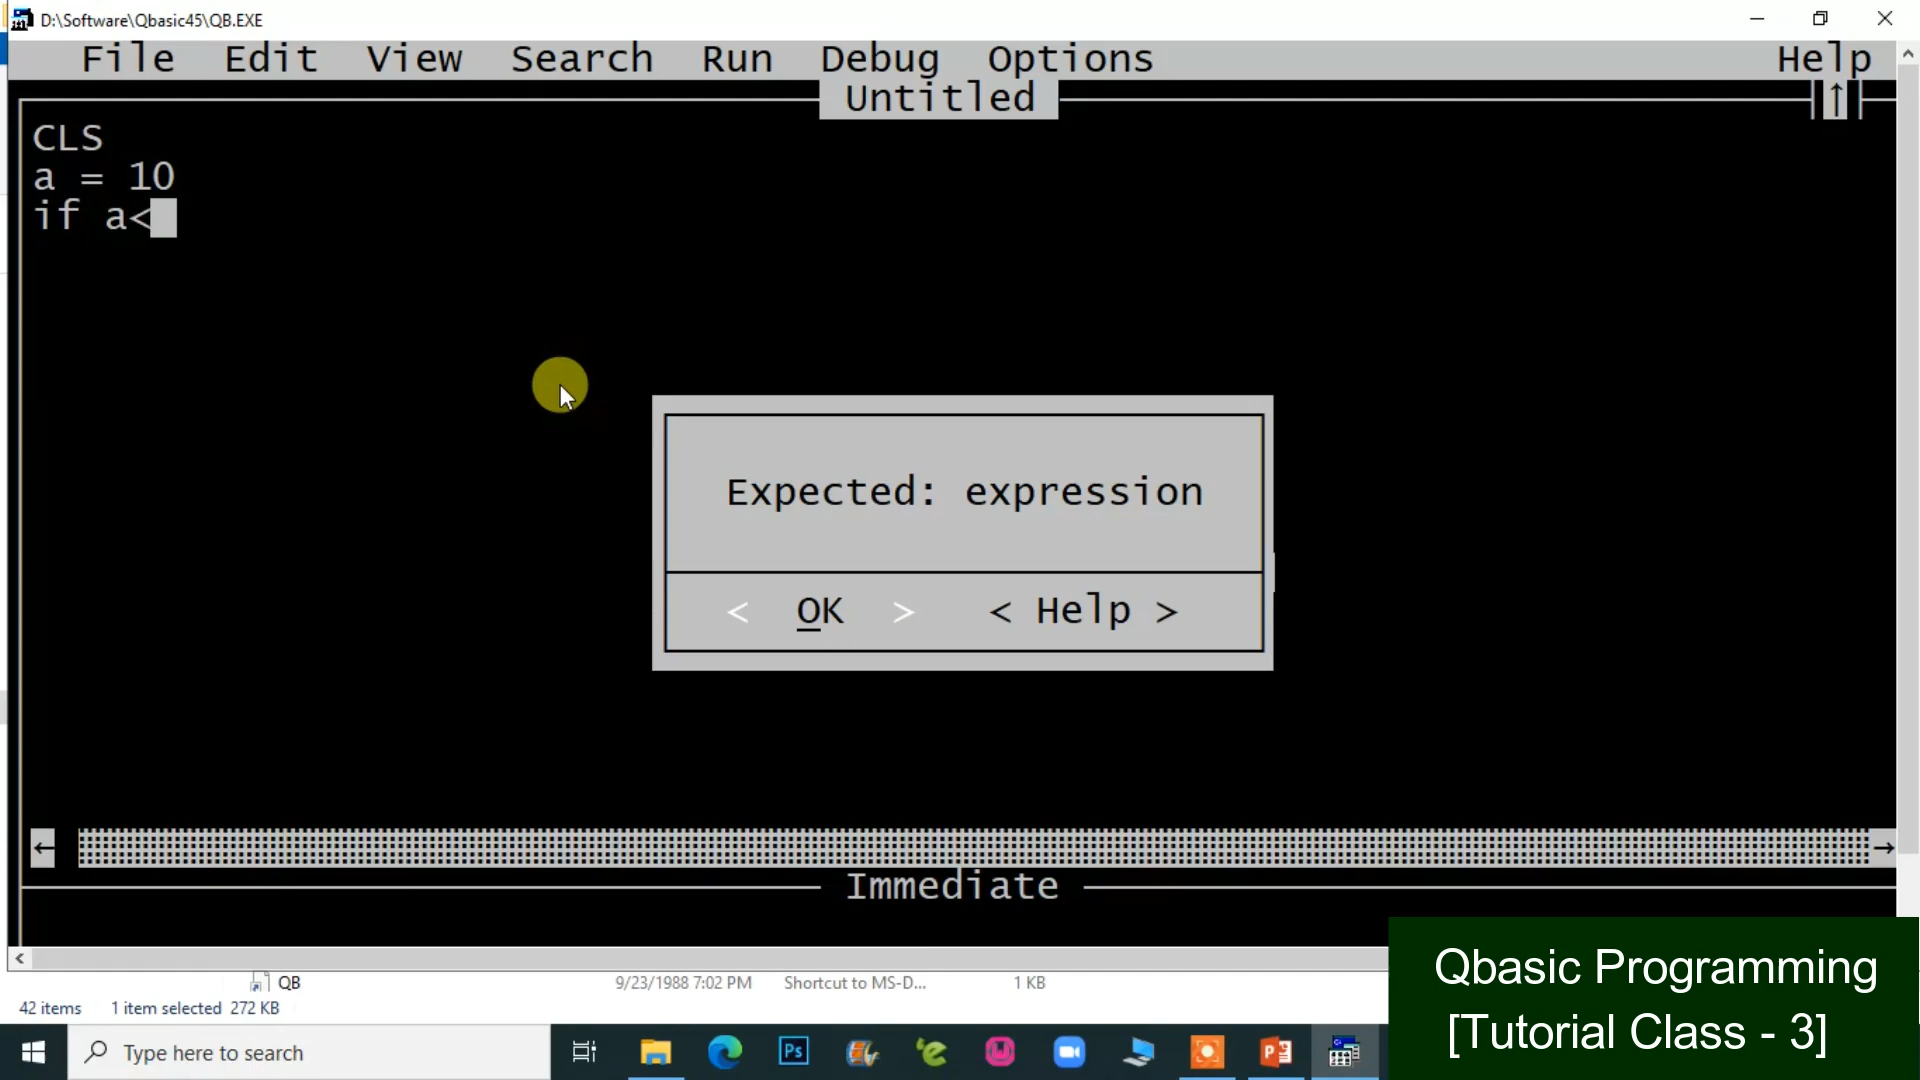 D:\Software\Qbasic45\QB.EXE
File Edit View Search Run Debug Options Help
Untitled
CLS
a = 10
if a<
Expected: expression
< OK > < Help >
Immediate
QB 9/23/1988 7:02 PM Shortcut to MS-D... 1 KB
42 items 1 item selected 272 KB
Type here to search
Ps
Qbasic Programming
[Tutorial Class - 3]